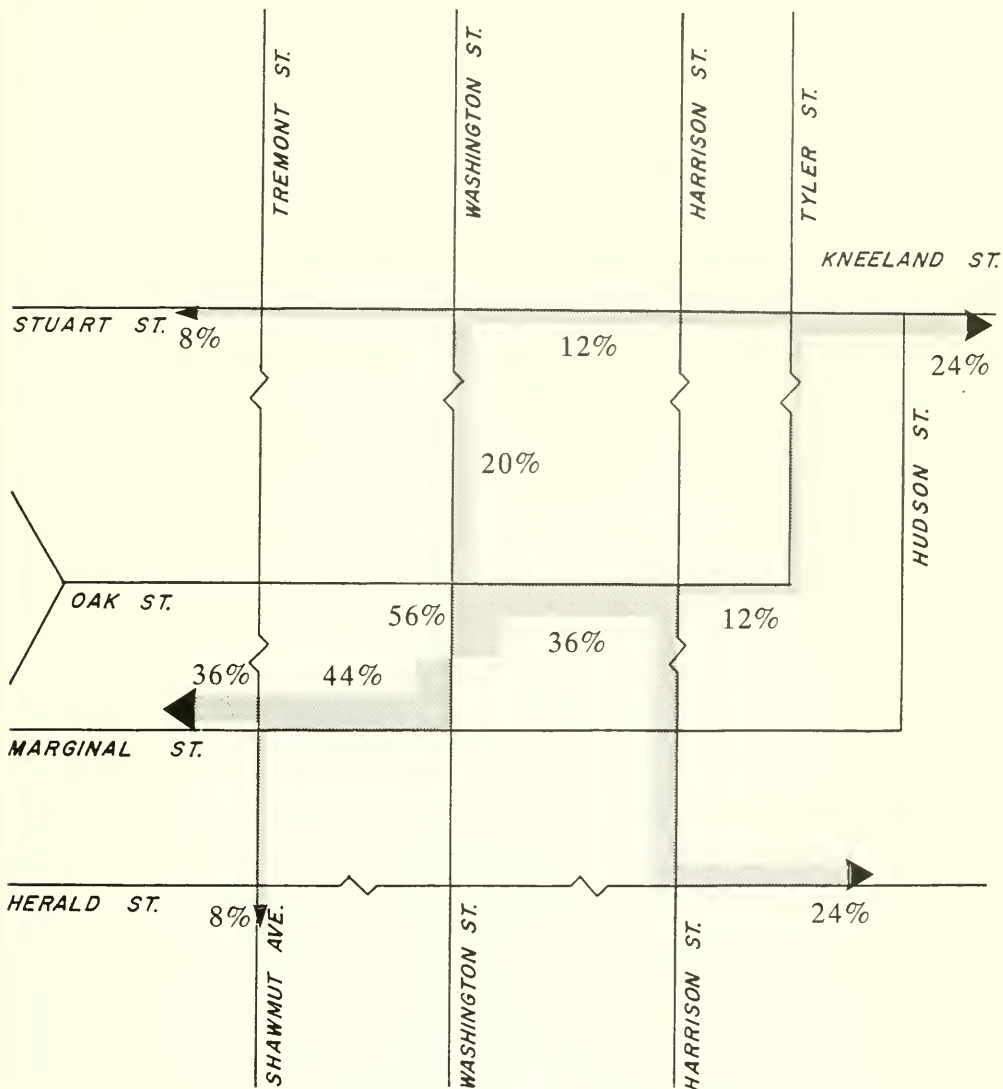 TREMONT ST.
WASHINGTON ST.
HARRISON ST.
TYLER ST.
KNEELAND ST.
STUART ST.
8%
12%
24%
HUDSON ST.
20%
OAK ST.
56%
36%
12%
36%
44%
MARGINAL ST.
HERALD ST.
8%
24%
SHAWMUT AVE.
WASHINGTON ST.
HARRISON ST.